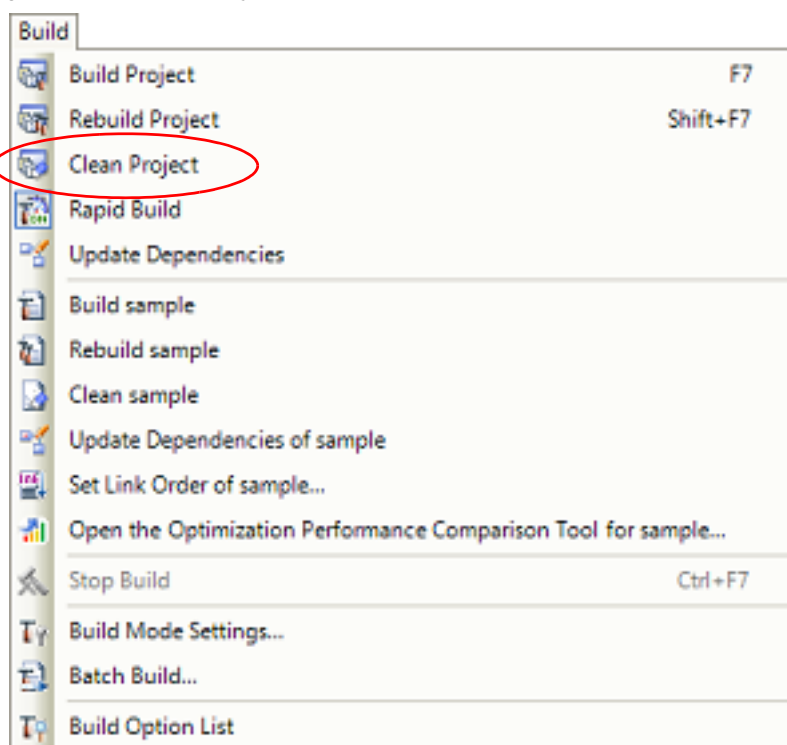 Build
Build Project F7
Rebuild Project Shift+F7
Clean Project
Rapid Build
Update Dependencies
Build sample
Rebuild sample
Clean sample
Update Dependencies of sample
Set Link Order of sample...
Open the Optimization Performance Comparison Tool for sample...
Stop Build Ctrl+F7
Build Mode Settings...
Batch Build...
Build Option List